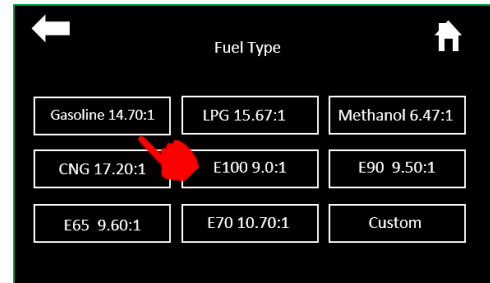 Fuel Type
Gasoline 14.70:1 LPG 15.67:1 Methanol 6.47:1
CNG 17.20:1 E100 9.0:1 E90 9.50:1
E65 9.60:1 E70 10.70:1 Custom